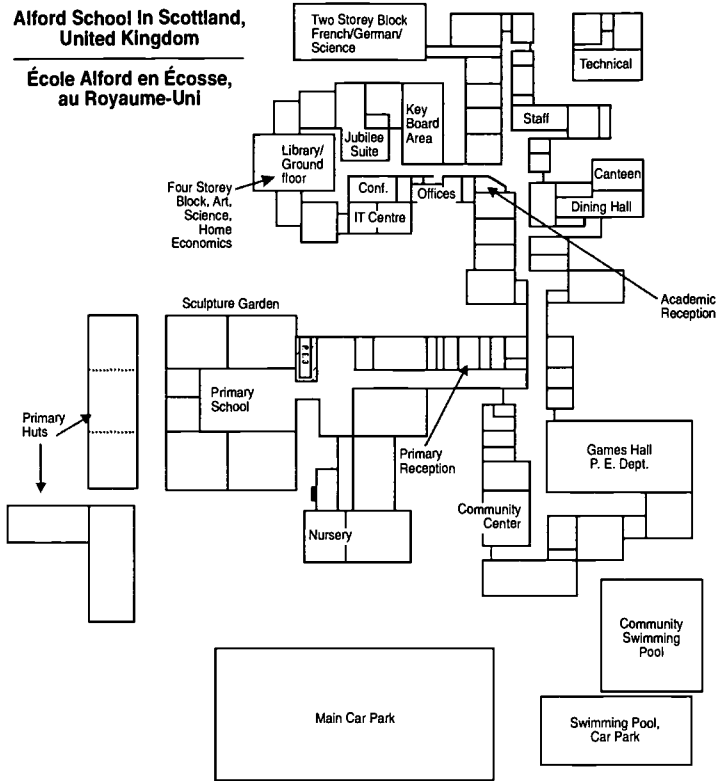 Alford School In Scottland,
United Kingdom
École Alford en Écosse,
au Royaume-Uni
Two Storey Block
French/German/
Science
Technical
Key
Board
Area
Staff
Jubilee
Suite
Library/
Ground
floor
Canteen
Dining Hall
Conf.
Offices
IT Centre
Four Storey
Block, Art,
Science,
Home
Economics
Academic
Reception
Sculpture Garden
Primary
School
Primary
Huts
Primary
Reception
Games Hall
P. E. Dept.
Community
Center
Nursery
Community
Swimming
Pool
Main Car Park
Swimming Pool,
Car Park